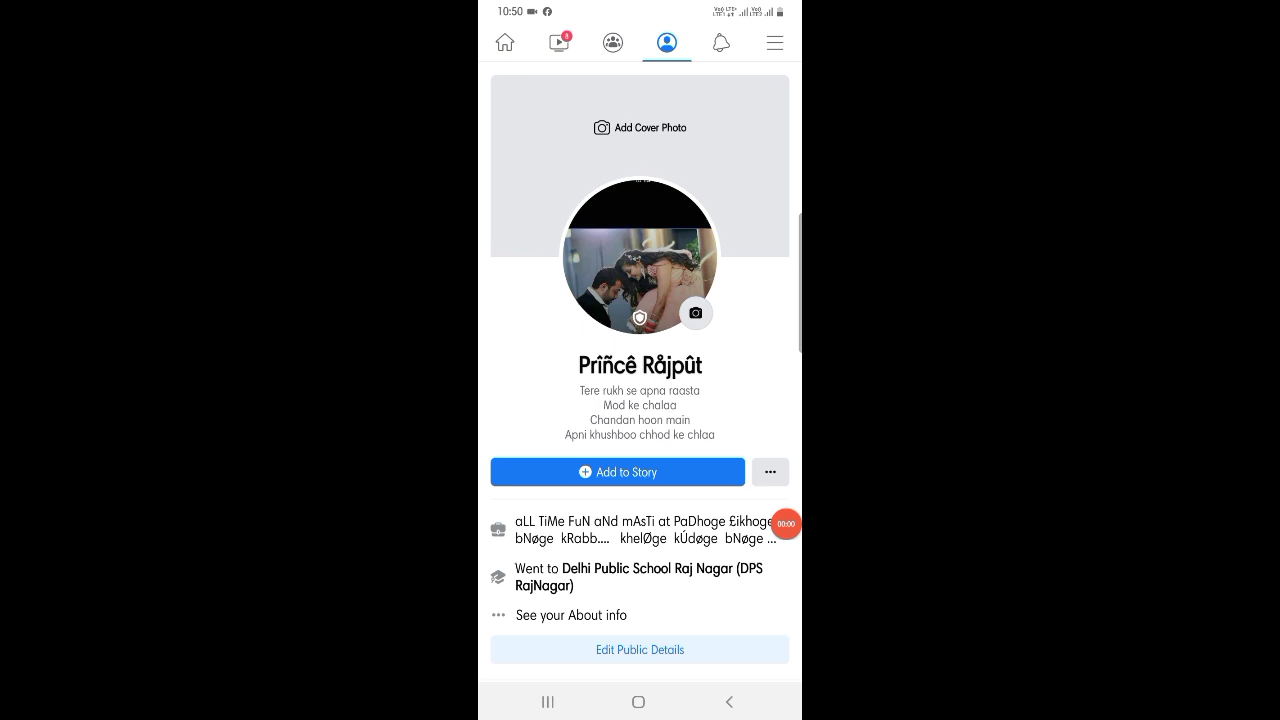 10:50
8
Add Cover Photo
Prîñcê Råjpût
Tere rukh se apna raasta
Mod ke chalaa
Chandan hoon main
Apni khushboo chhod ke chlaa
Add to Story
aLL TiMe FuN aNd mAsTi at PaDhoge £ikhoge
bNøge kRabb.... khelØge kÚdøge bNøge ...
00:00
Went to Delhi Public School Raj Nagar (DPS
RajNagar)
See your About info
Edit Public Details